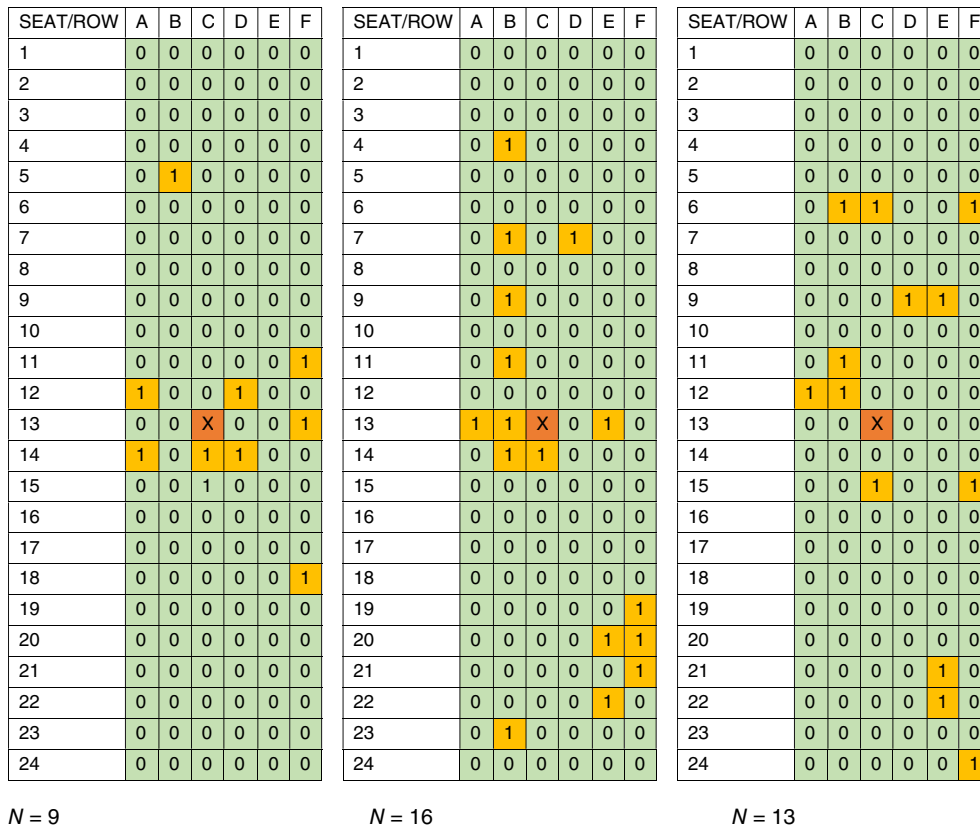 SEAT/ROW A B C D E F
1 0 0 0 0 0 0
2 0 0 0 0 0 0
3 0 0 0 0 0 0
4 0 0 0 0 0 0
5 0 1 0 0 0 0
6 0 0 0 0 0 0
7 0 0 0 0 0 0
8 0 0 0 0 0 0
9 0 0 0 0 0 0
10 0 0 0 0 0 0
11 0 0 0 0 0 1
12 1 0 0 1 0 0
13 0 0 X 0 0 1
14 1 0 1 1 0 0
15 0 0 1 0 0 0
16 0 0 0 0 0 0
17 0 0 0 0 0 0
18 0 0 0 0 0 1
19 0 0 0 0 0 0
20 0 0 0 0 0 0
21 0 0 0 0 0 0
22 0 0 0 0 0 0
23 0 0 0 0 0 0
24 0 0 0 0 0 0
N = 9
SEAT/ROW A B C D E F
1 0 0 0 0 0 0
2 0 0 0 0 0 0
3 0 0 0 0 0 0
4 0 1 0 0 0 0
5 0 0 0 0 0 0
6 0 0 0 0 0 0
7 0 1 0 1 0 0
8 0 0 0 0 0 0
9 0 1 0 0 0 0
10 0 0 0 0 0 0
11 0 1 0 0 0 0
12 0 0 0 0 0 0
13 1 1 X 0 1 0
14 0 1 1 0 0 0
15 0 0 0 0 0 0
16 0 0 0 0 0 0
17 0 0 0 0 0 0
18 0 0 0 0 0 0
19 0 0 0 0 0 1
20 0 0 0 0 1 1
21 0 0 0 0 0 1
22 0 0 0 0 1 0
23 0 1 0 0 0 0
24 0 0 0 0 0 0
N = 16
SEAT/ROW A B C D E F
1 0 0 0 0 0 0
2 0 0 0 0 0 0
3 0 0 0 0 0 0
4 0 0 0 0 0 0
5 0 0 0 0 0 0
6 0 1 1 0 0 1
7 0 0 0 0 0 0
8 0 0 0 0 0 0
9 0 0 0 1 1 0
10 0 0 0 0 0 0
11 0 1 0 0 0 0
12 1 1 0 0 0 0
13 0 0 X 0 0 0
14 0 0 0 0 0 0
15 0 0 1 0 0 1
16 0 0 0 0 0 0
17 0 0 0 0 0 0
18 0 0 0 0 0 0
19 0 0 0 0 0 0
20 0 0 0 0 0 0
21 0 0 0 0 1 0
22 0 0 0 0 1 0
23 0 0 0 0 0 0
24 0 0 0 0 0 1
N = 13